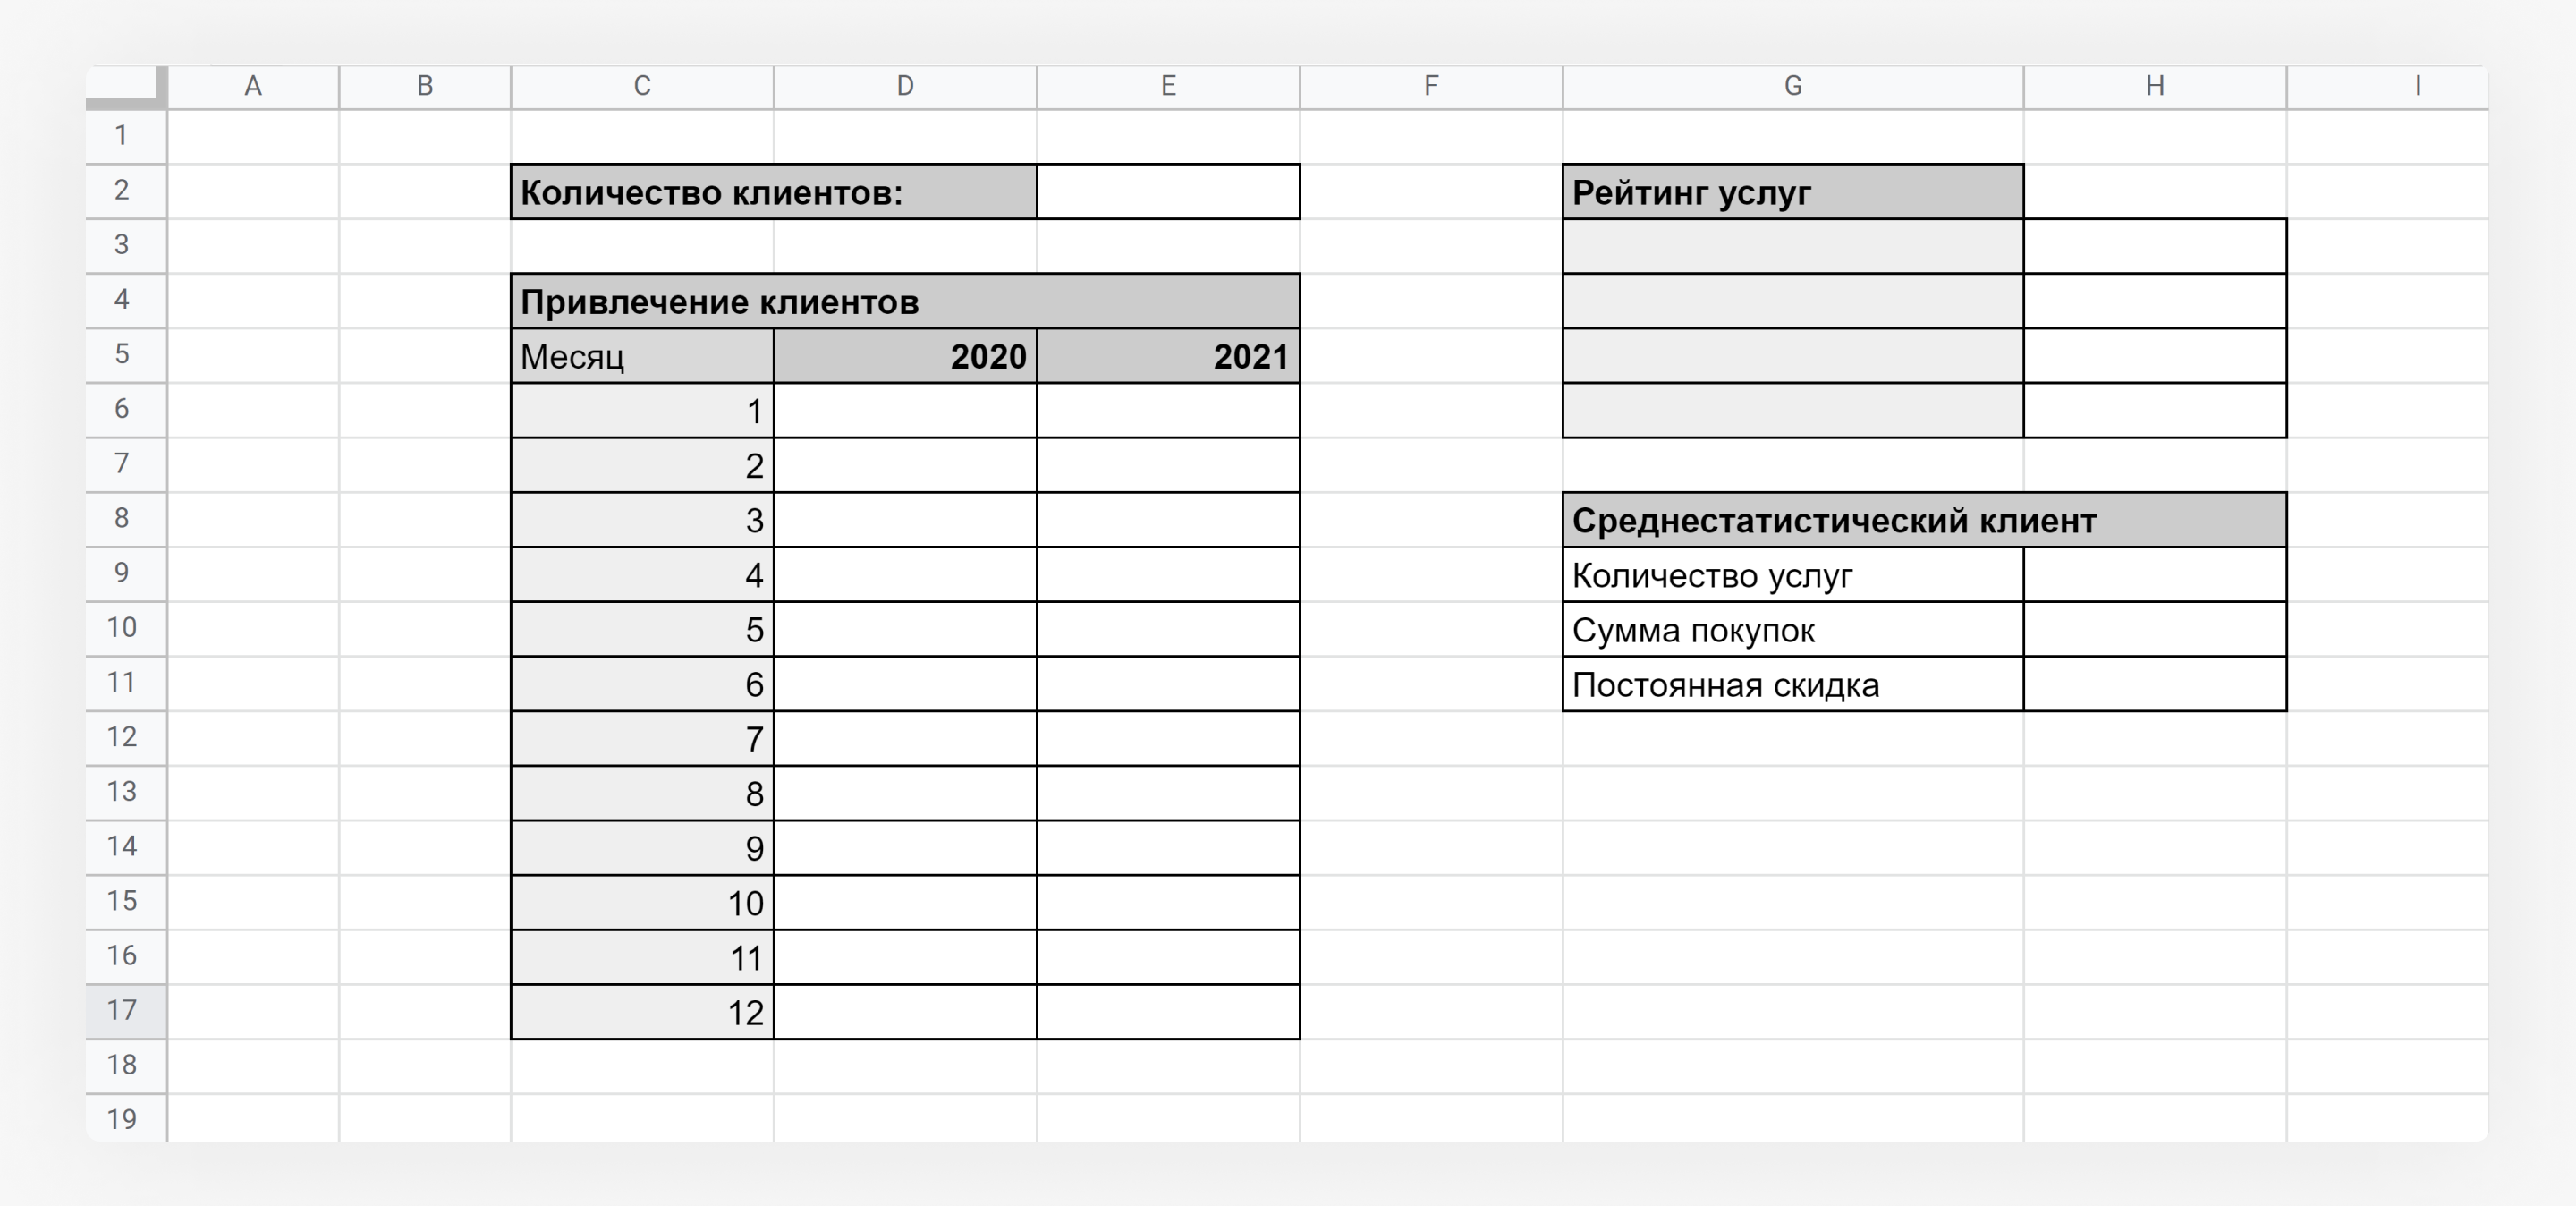 A B C D E F G H I
1
2 Количество клиентов: Рейтинг услуг
3
4 Привлечение клиентов
5 Месяц 2020 2021
6 1
7 2
8 3 Среднестатистический клиент
9 4 Количество услуг
10 5 Сумма покупок
11 6 Постоянная скидка
12 7
13 8
14 9
15 10
16 11
17 12
18
19